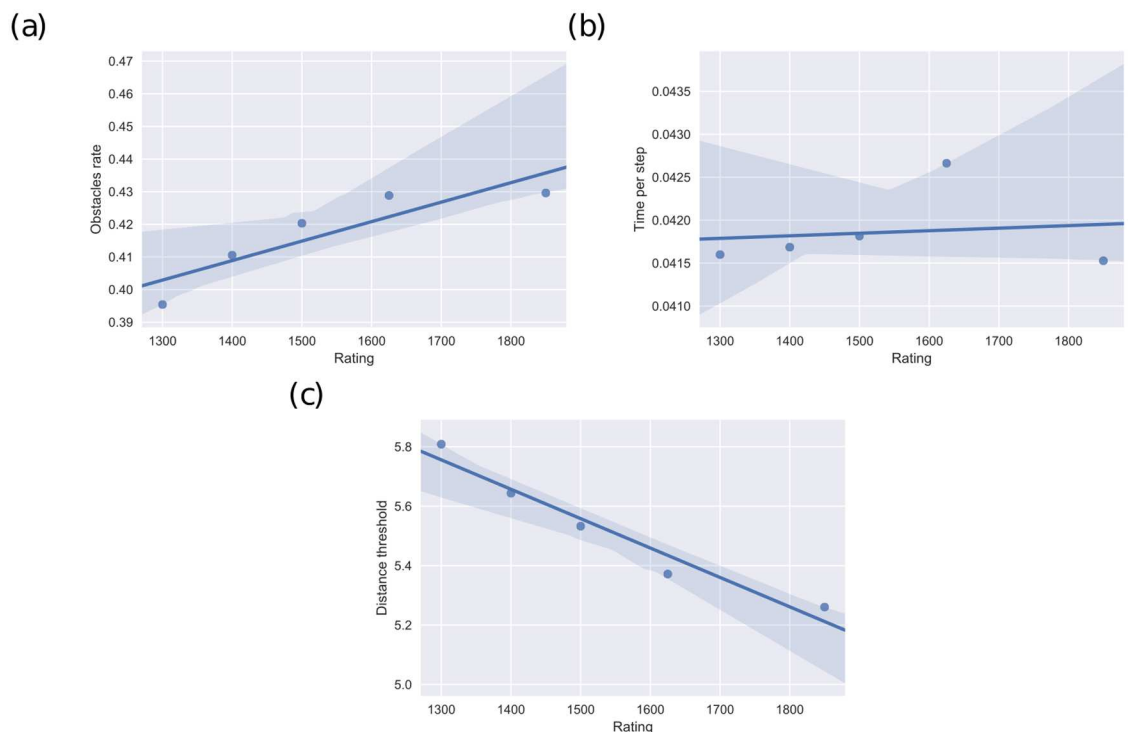 (a)
0.47
0.46
0.45
0.44
0.43
0.42
0.41
0.40
0.39
Obstacles rate
1300 1400 1500 1600 1700 1800
Rating
(b)
0.0435
0.0430
0.0425
0.0420
0.0415
0.0410
Time per step
1300 1400 1500 1600 1700 1800
Rating
(c)
5.8
5.6
5.4
5.2
5.0
Distance threshold
1300 1400 1500 1600 1700 1800
Rating